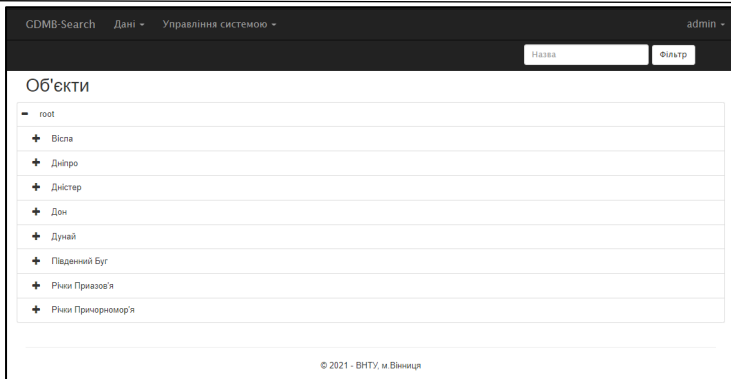 GDMB-Search Дані Управління системою admin
Назва Фільтр
Об'єкти
root
Вісла
Дніпро
Дністер
Дон
Дунай
Південний Буг
Річки Приазов'я
Річки Причорномор'я
© 2021 - ВНТУ, м.Вінниця